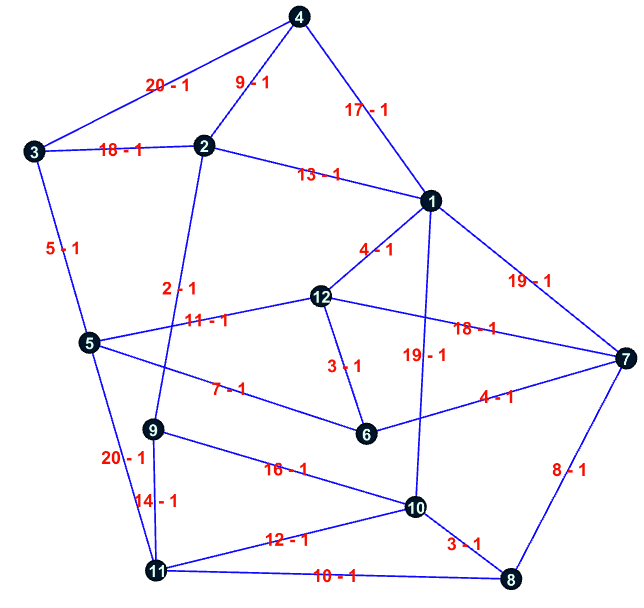 4
20 - 1
9 - 1
17 - 1
3
18 - 1
2
13 - 1
1
5 - 1
4 - 1
19 - 1
2 - 1
12
11 - 1
18 - 1
5
19 - 1
7
3 - 1
7 - 1
4 - 1
9
6
20 - 1
16 - 1
8 - 1
14 - 1
10
12 - 1
3 - 1
11
10 - 1
8